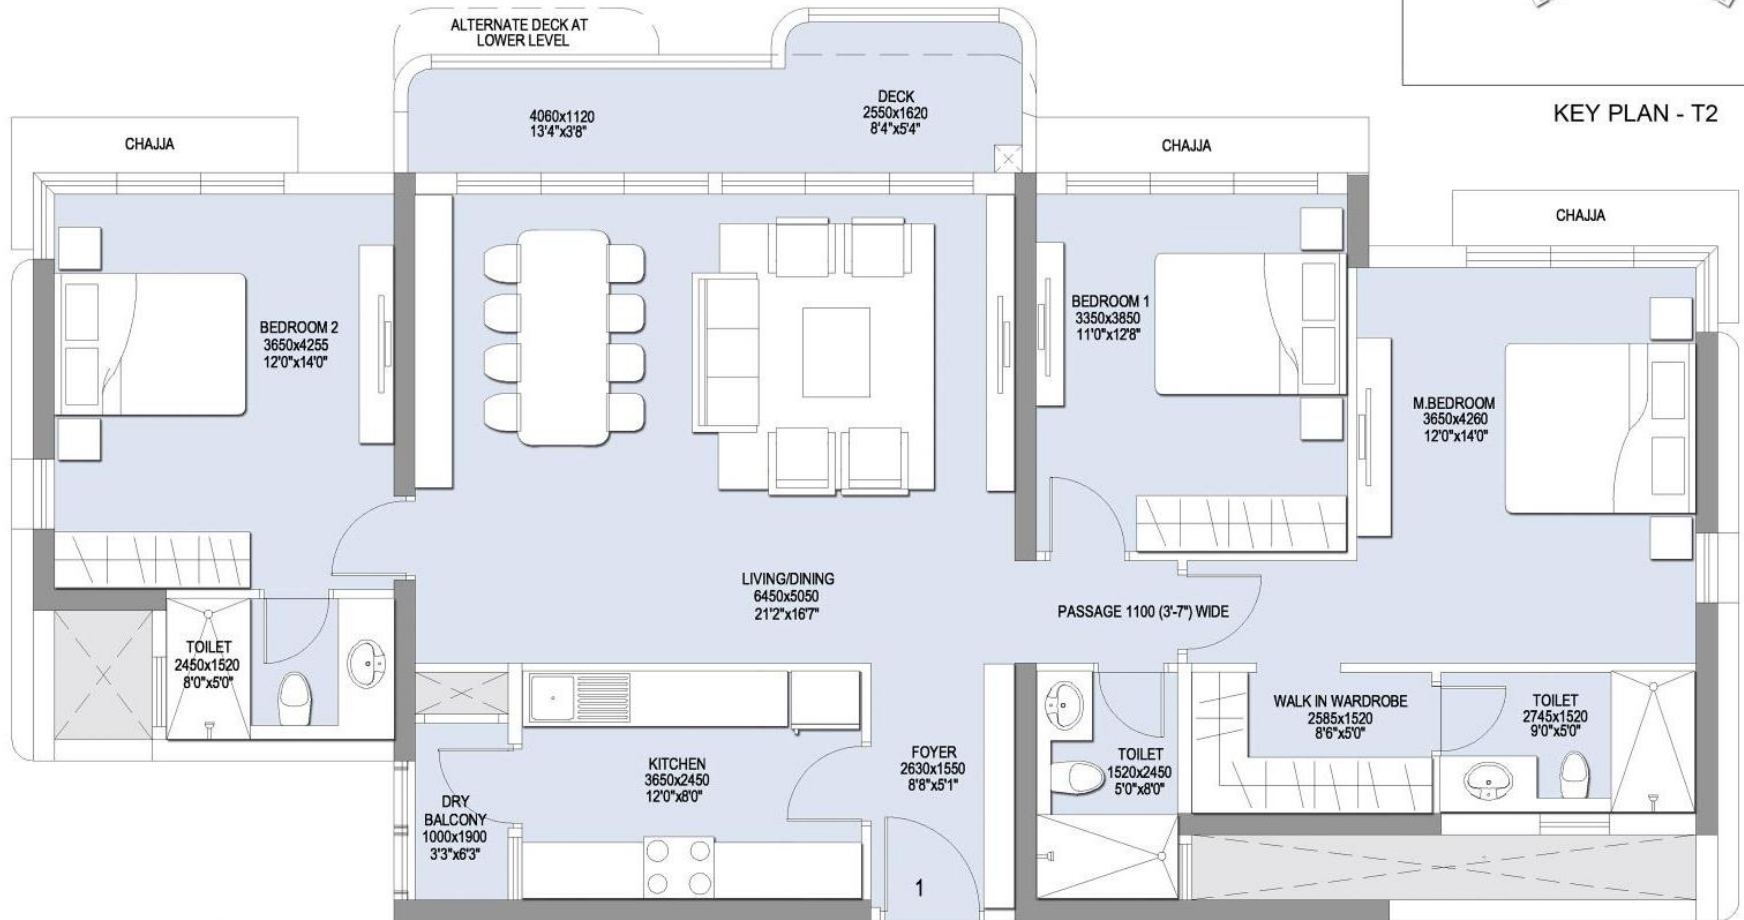 ALTERNATE DECK AT
LOWER LEVEL
DECK
2550x1620
8'4"x5'4"
4060x1120
13'4"x3'8"
KEY PLAN - T2
CHAJJA
CHAJJA
CHAJJA
BEDROOM 2
3650x4255
12'0"x14'0"
BEDROOM 1
3350x3850
11'0"x12'8"
M.BEDROOM
3650x4260
12'0"x14'0"
LIVING/DINING
6450x5050
21'2"x16'7"
PASSAGE 1100 (3'-7") WIDE
TOILET
2450x1520
8'0"x5'0"
WALK IN WARDROBE
2585x1520
8'6"x5'0"
TOILET
2745x1520
9'0"x5'0"
KITCHEN
3650x2450
12'0"x8'0"
FOYER
2630x1550
8'8"x5'1"
TOILET
1520x2450
5'0"x8'0"
DRY
BALCONY
1000x1900
3'3"x6'3"
1